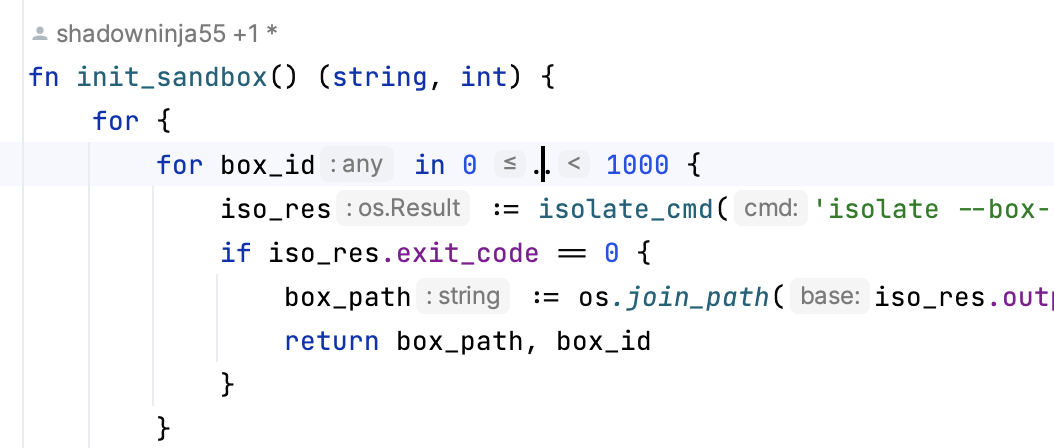 shadowninja55 +1 *
fn init_sandbox() (string, int) {
for {
for box_id : any in 0 ≤ .. < 1000 {
iso_res : os.Result := isolate_cmd( cmd: 'isolate --box-
if iso_res.exit_code == 0 {
box_path : string := os.join_path( base: iso_res.outp
return box_path, box_id
}
}